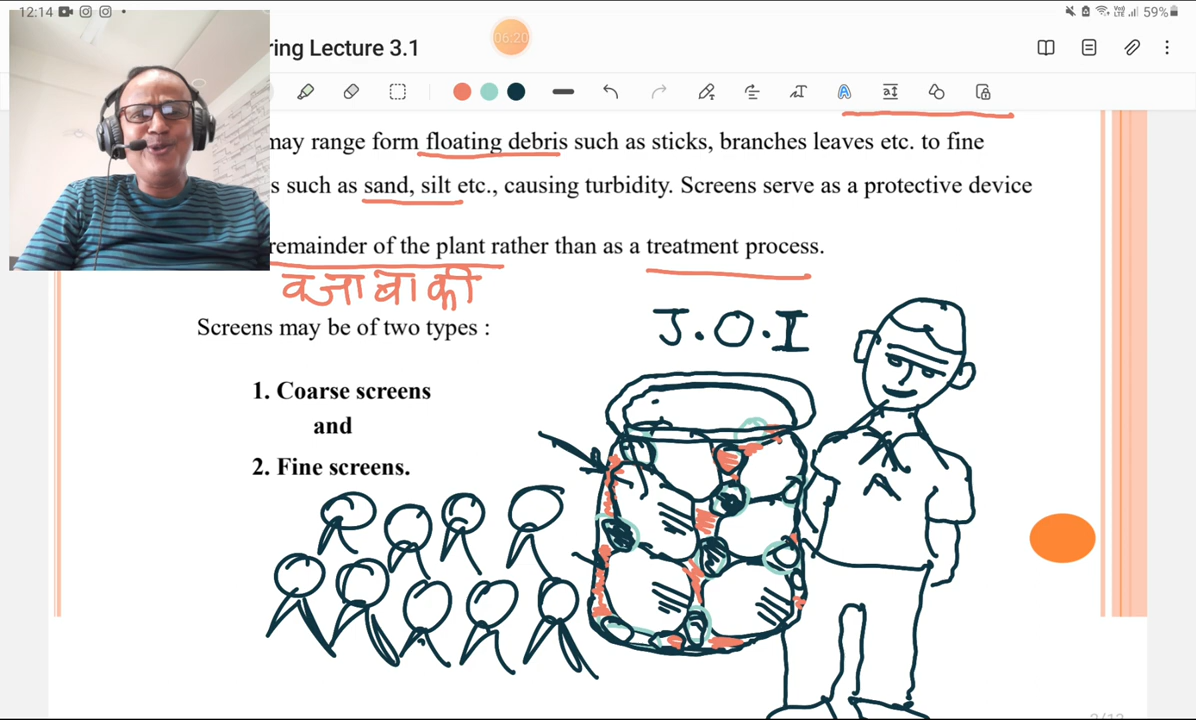 12:14
VoI LTE 59%
ring Lecture 3.1
06:20
may range form floating debris such as sticks, branches leaves etc. to fine
s such as sand, silt etc., causing turbidity. Screens serve as a protective device
remainder of the plant rather than as a treatment process.
वजा बा की
Screens may be of two types :
J.O.I
1. Coarse screens
and
2. Fine screens.